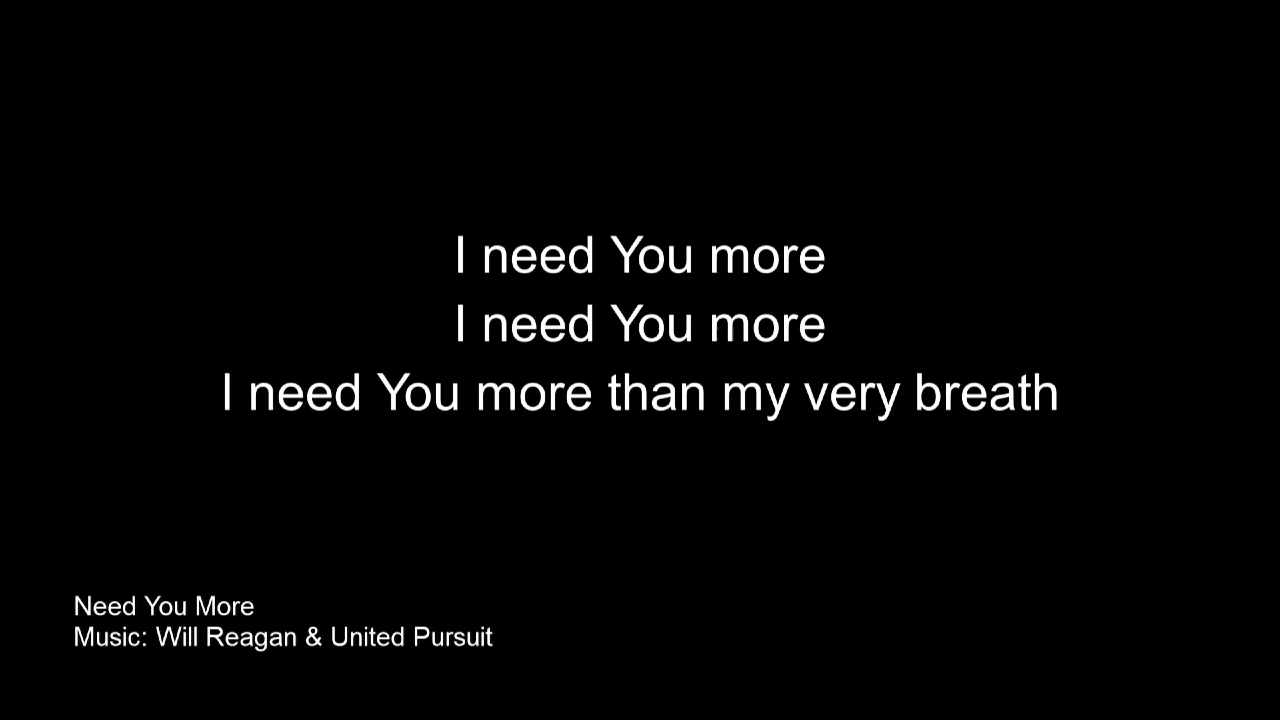 I need You more
I need You more
I need You more than my very breath
Need You More
Music: Will Reagan & United Pursuit